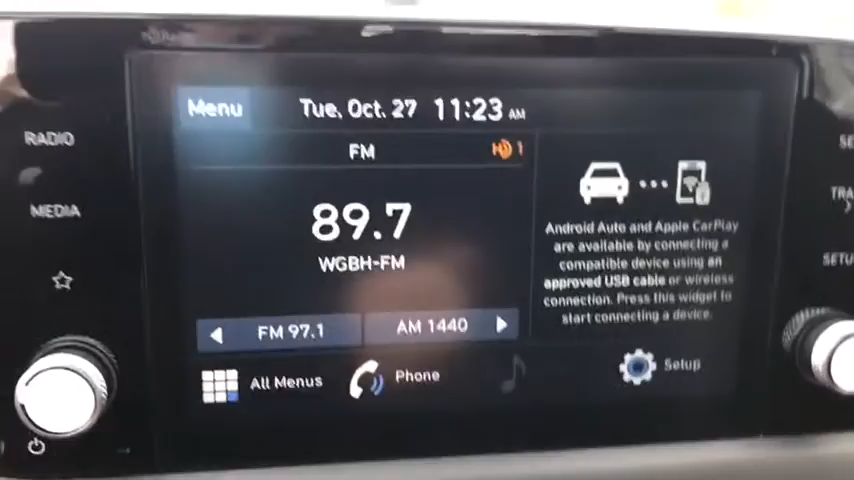 Menu
Tue, Oct. 27 11:23 AM
RADIO
FM
HD 1
MEDIA
89.7
WGBH-FM
Android Auto and Apple CarPlay
are available by connecting a
compatible device using an
approved USB cable or wireless
connection. Press this widget to
start connecting a device.
FM 97.1
AM 1440
All Menus
Phone
Setup